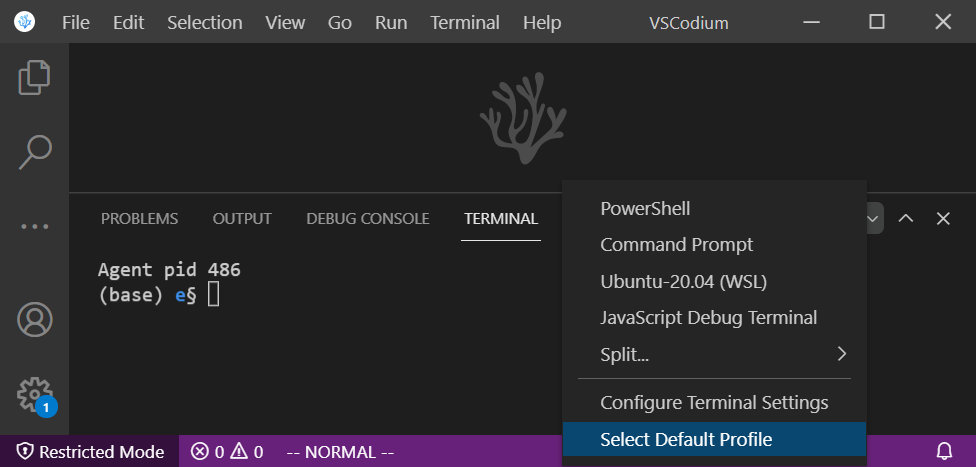 File Edit Selection View Go Run Terminal Help VSCodium
PROBLEMS OUTPUT DEBUG CONSOLE TERMINAL
Agent pid 486
(base) e§
PowerShell
Command Prompt
Ubuntu-20.04 (WSL)
JavaScript Debug Terminal
Split...
Configure Terminal Settings
Select Default Profile
1
Restricted Mode 0 0 -- NORMAL --